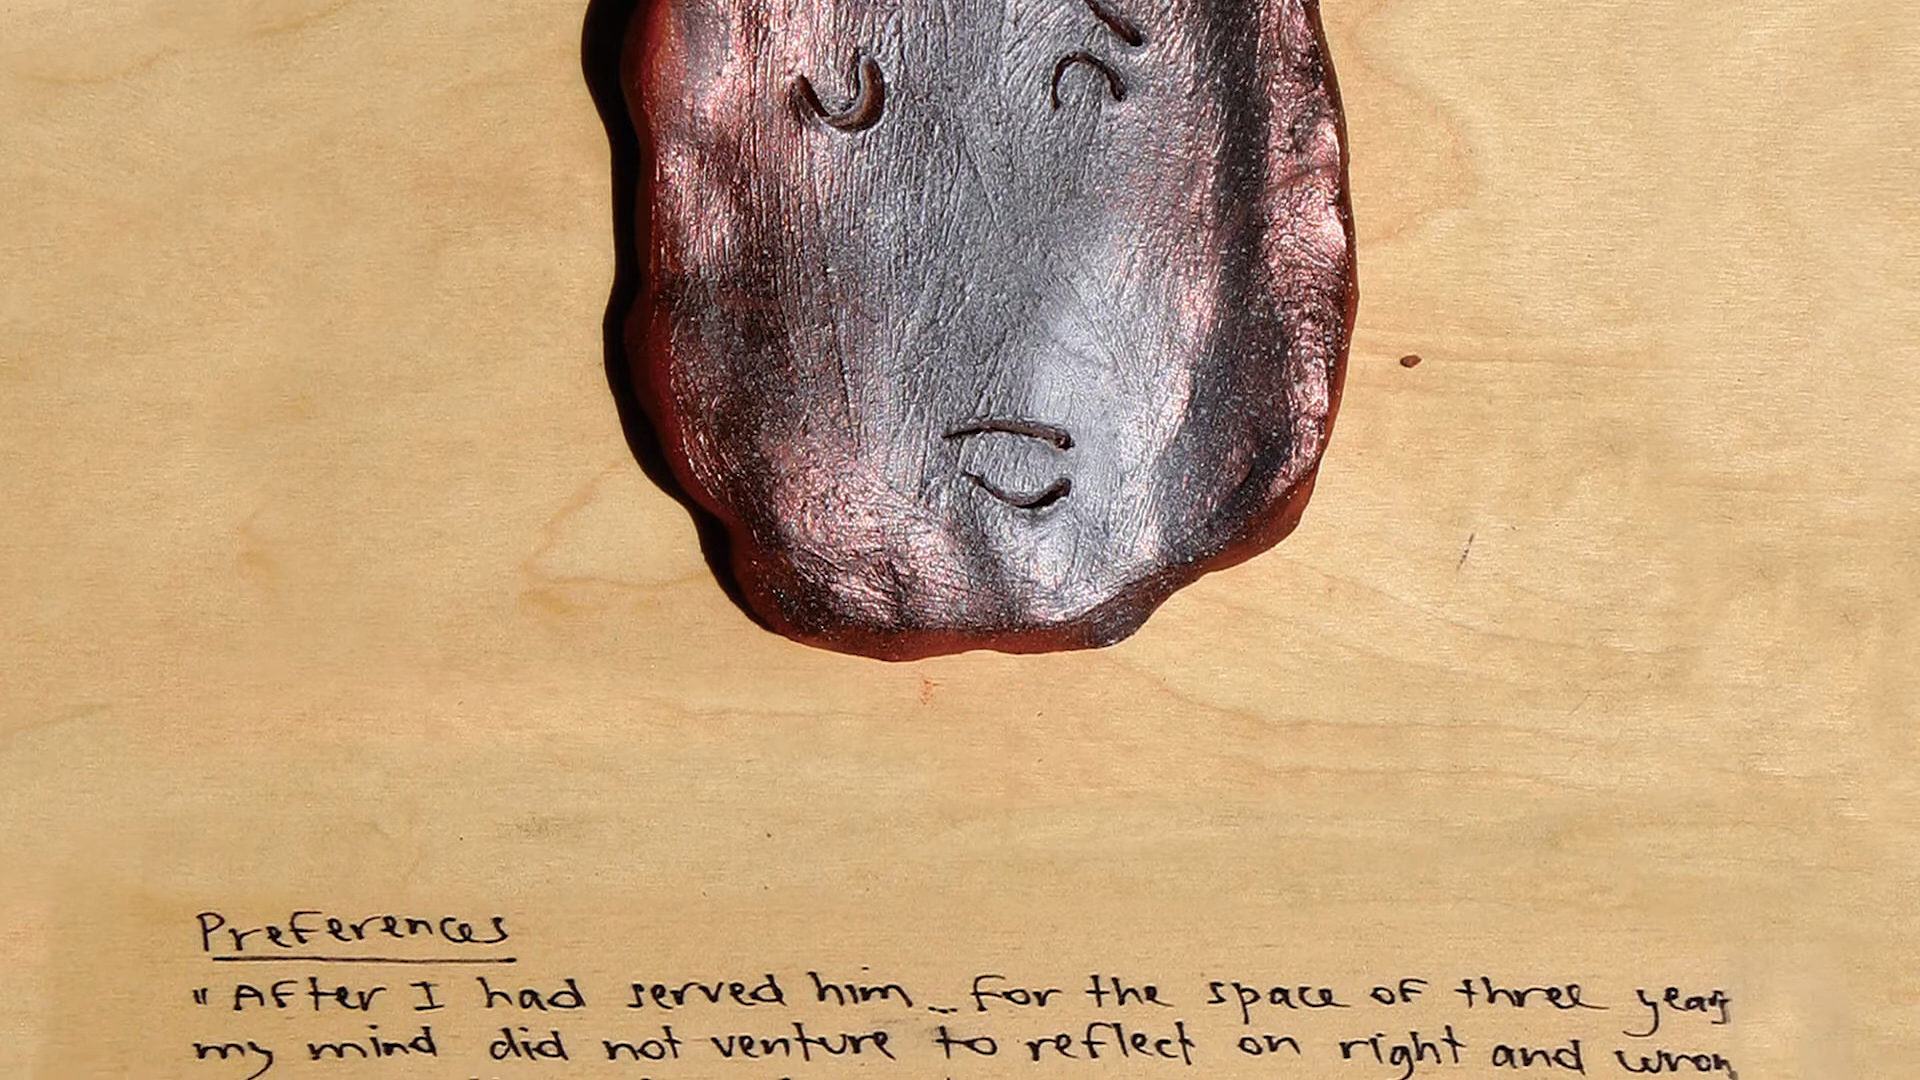 Preferences
"After I had served him... for the space of three years
my mind did not venture to reflect on right and wron